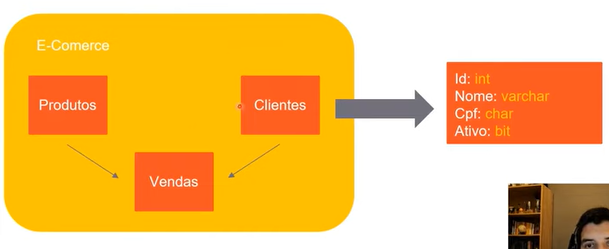 E-Comerce
Produtos
Clientes
Vendas
Id: int
Nome: varchar
Cpf: char
Ativo: bit